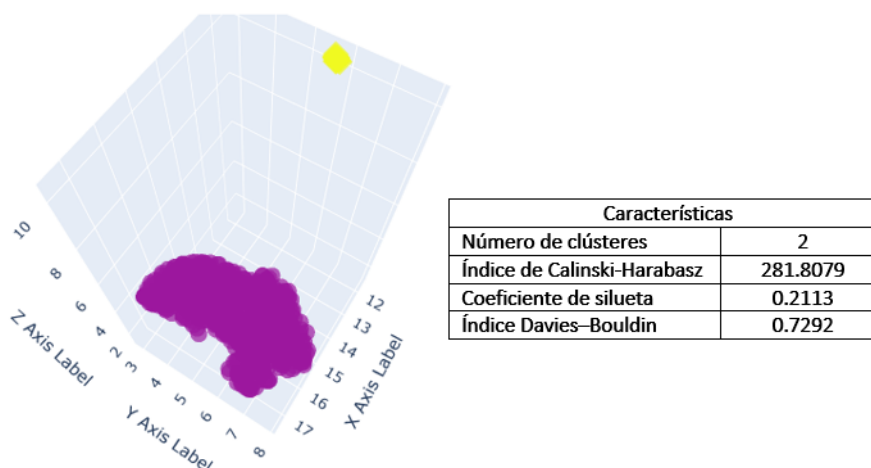 10
8
6
4
2
Z Axis Label
3
4
5
6
7
8
Y Axis Label
12
13
14
15
16
17
X Axis Label
Características
Número de clústeres 2
Índice de Calinski-Harabasz 281.8079
Coeficiente de silueta 0.2113
Índice Davies–Bouldin 0.7292